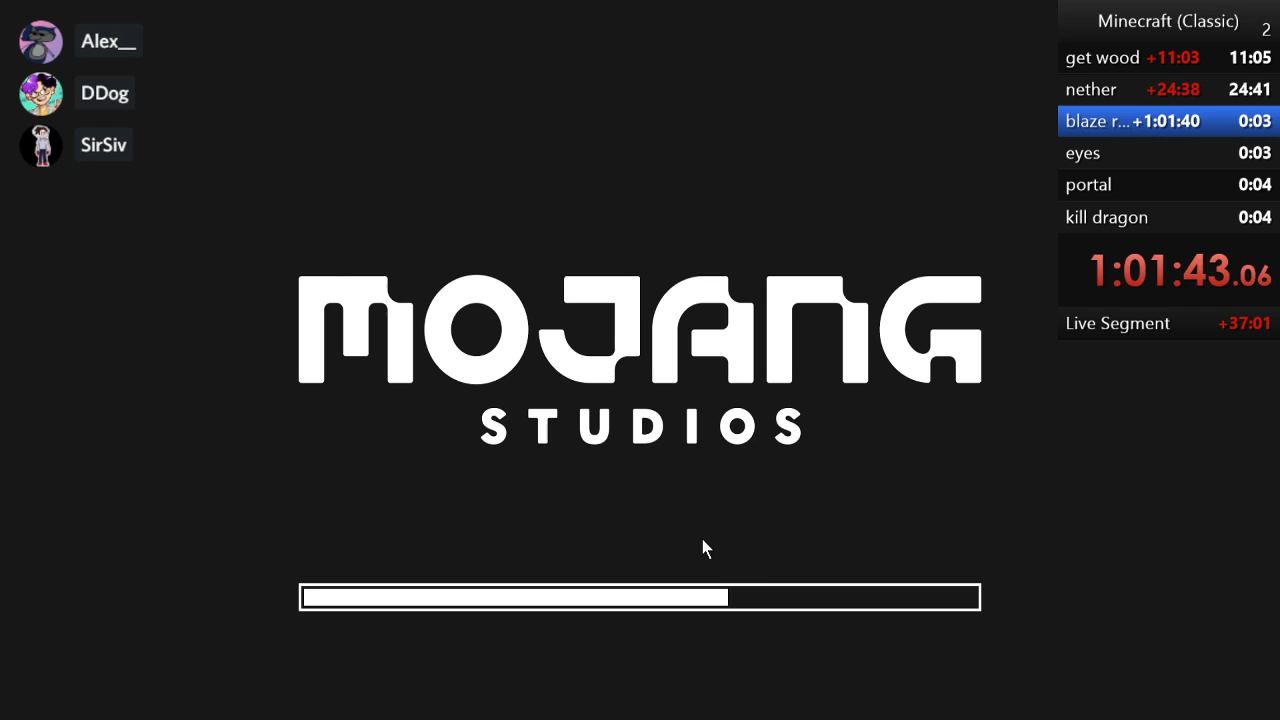 Alex__
DDog
SirSiv
MOJANG
STUDIOS
Minecraft (Classic)
2
get wood +11:03 11:05
nether +24:38 24:41
blaze r... +1:01:40 0:03
eyes 0:03
portal 0:04
kill dragon 0:04
1:01:43.06
Live Segment +37:01